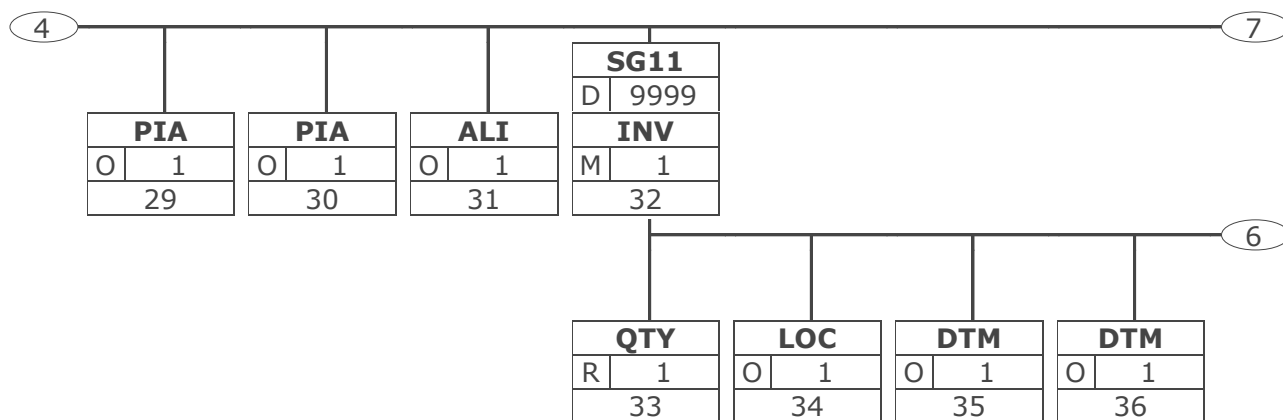 4
7
SG11
D 9999
PIA PIA ALI INV
O 1 O 1 O 1 M 1
29 30 31 32
6
QTY LOC DTM DTM
R 1 O 1 O 1 O 1
33 34 35 36